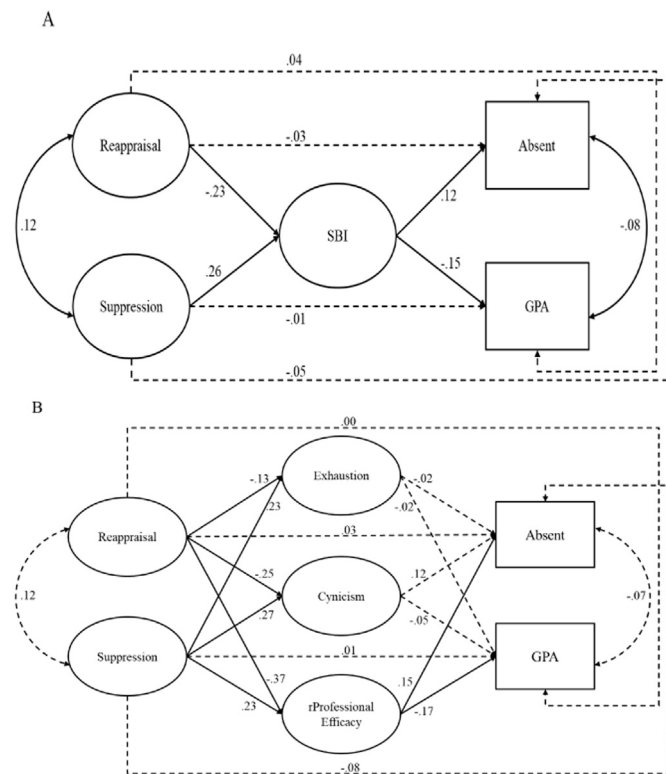 A
.04
Reappraisal
-.03
Absent
-.23
.12
.12
SBI
-.08
.26
-.15
Suppression
-.01
GPA
-.05
B
.00
Exhaustion
-.13
-.02
.23
-.02
Reappraisal
.03
Absent
-.25
.12
.12
Cynicism
-.07
.27
-.05
Suppression
.01
GPA
-.37
.15
.23
rProfessional
Efficacy
-.17
-.08